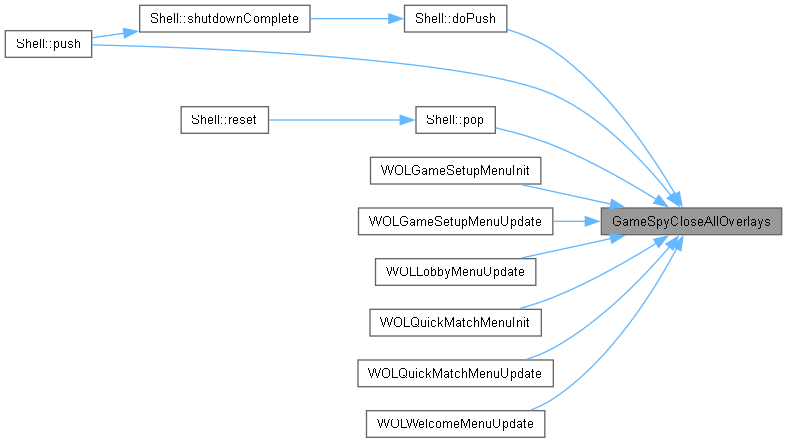 Shell::shutdownComplete
Shell::doPush
Shell::push
Shell::reset
Shell::pop
WOLGameSetupMenuInit
WOLGameSetupMenuUpdate
GameSpyCloseAllOverlays
WOLLobbyMenuUpdate
WOLQuickMatchMenuInit
WOLQuickMatchMenuUpdate
WOLWelcomeMenuUpdate